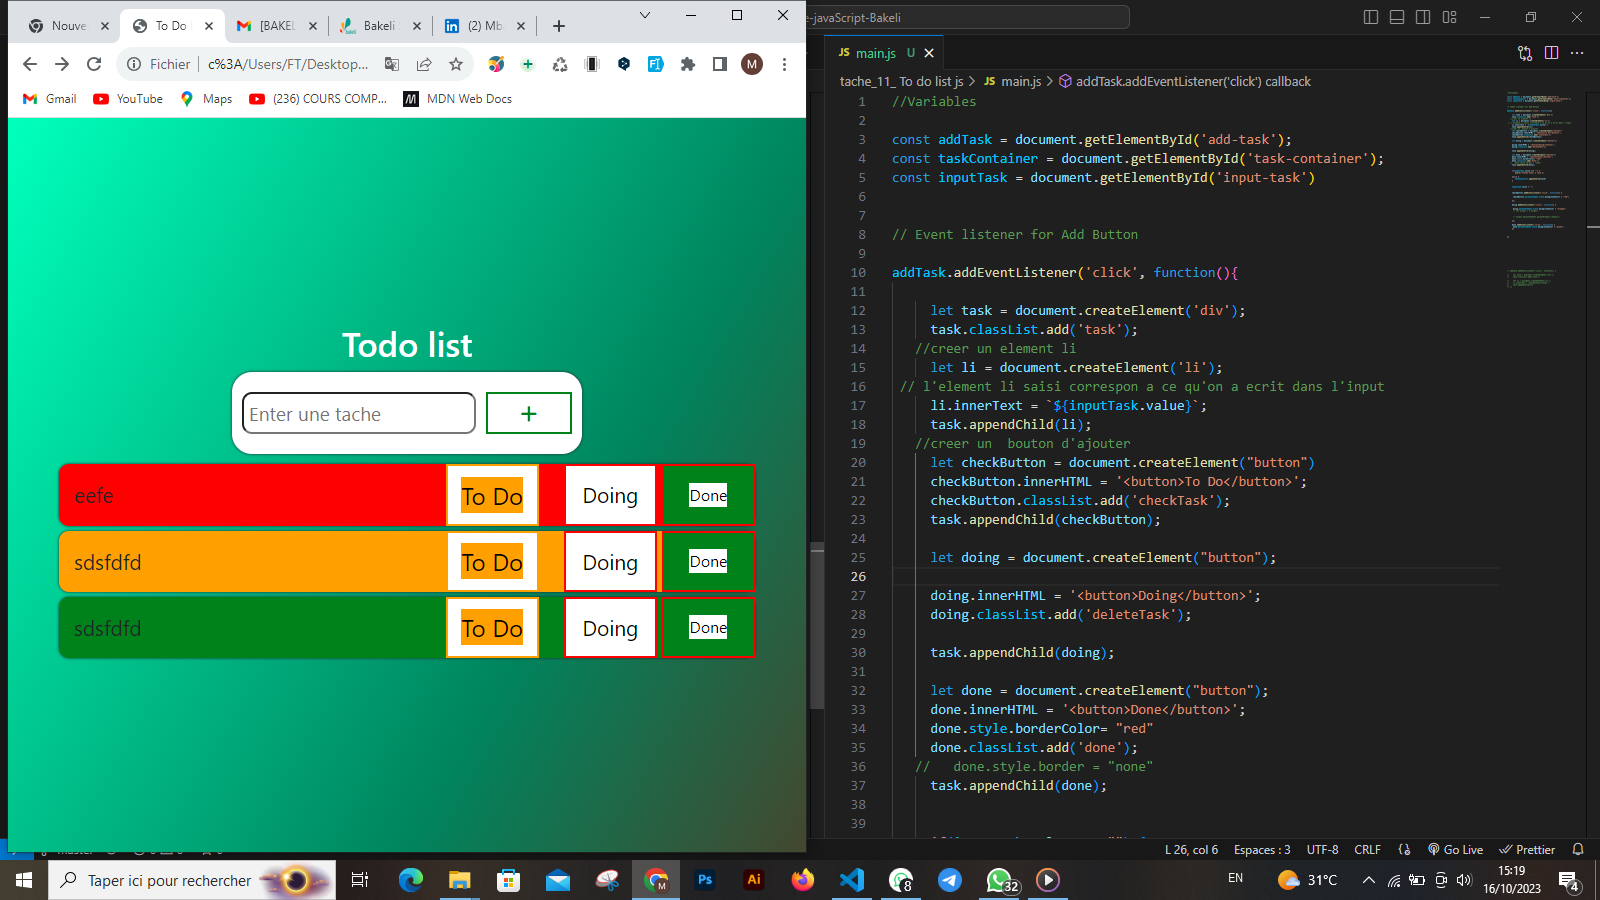 Nouve
To Do
[BAKEL
Bakeli
(2) Mb
Fichier
c%3A/Users/FT/Desktop...
M
Gmail
YouTube
Maps
(236) COURS COMP...
MDN Web Docs
Todo list
Enter une tache
+
eefe
To Do
Doing
Done
sdsfdfd
To Do
Doing
Done
sdsfdfd
To Do
Doing
Done
e-javaScript-Bakeli
JS main.js U
tache_11_ To do list js > JS main.js > addTask.addEventListener('click') callback
1 //Variables
2
3 const addTask = document.getElementById('add-task');
4 const taskContainer = document.getElementById('task-container');
5 const inputTask = document.getElementById('input-task')
6
7
8 // Event listener for Add Button
9
10 addTask.addEventListener('click', function(){
11
12 let task = document.createElement('div');
13 task.classList.add('task');
14 //creer un element li
15 let li = document.createElement('li');
16 // l'element li saisi correspon a ce qu'on a ecrit dans l'input
17 li.innerText = `${inputTask.value}`;
18 task.appendChild(li);
19 //creer un  bouton d'ajouter
20 let checkButton = document.createElement("button")
21 checkButton.innerHTML = '<button>To Do</button>';
22 checkButton.classList.add('checkTask');
23 task.appendChild(checkButton);
24
25 let doing = document.createElement("button");
26
27 doing.innerHTML = '<button>Doing</button>';
28 doing.classList.add('deleteTask');
29
30 task.appendChild(doing);
31
32 let done = document.createElement("button");
33 done.innerHTML = '<button>Done</button>';
34 done.style.borderColor= "red"
35 done.classList.add('done');
36 //   done.style.border = "none"
37 task.appendChild(done);
38
39
L 26, col 6
Espaces : 3
UTF-8
CRLF
Go Live
Prettier
Taper ici pour rechercher
M
Ps
Ai
8
32
EN
31°C
15:19
16/10/2023
4